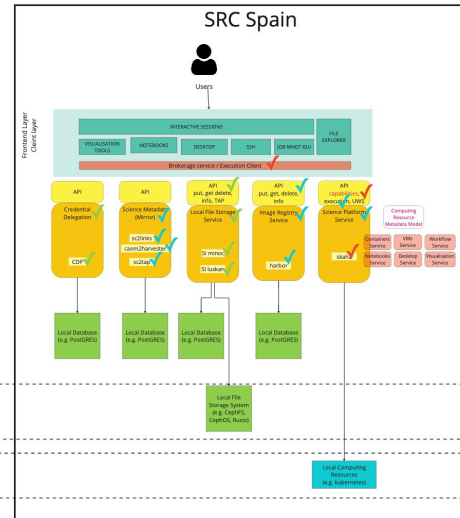 SRC Spain
Users
Frontend Layer
Cleint layer
INTERACTIVE SESSIONS
FILE
EXPLORER
VISUALISATION
TOOLS
NOTEBOOKS
DESKTOP
SSH
JOB MNGT GUI
Brokerage service / Execution Client
API
API
API
put, get delete,
info, TAP
API
put, get, delete,
info
API
capabilities,
execution, UWS
Credential
Delegation
CDP
Science Metadata
(Mirror)
sc2links
caom2harvester
sc2tap
Local File Storage
Service
SI minoc
SI luskan
Image Registry
Service
harbor
Science Platform
Service
skaha
Computing
Resource
Metadata Model
Containers
Service
VMs
Service
Workflow
Service
Notebooks
Service
Desktop
Service
Visualisation
Service
Local Database
(e.g. PostGRES)
Local Database
(e.g. PostGRES)
Local Database
(e.g. PostGRES)
Local Database
(e.g. PostGRES)
Local File
Storage System
(e.g. CephFS,
CephOS, Rucio)
Local Computing
Resources
(e.g. kubernetes)